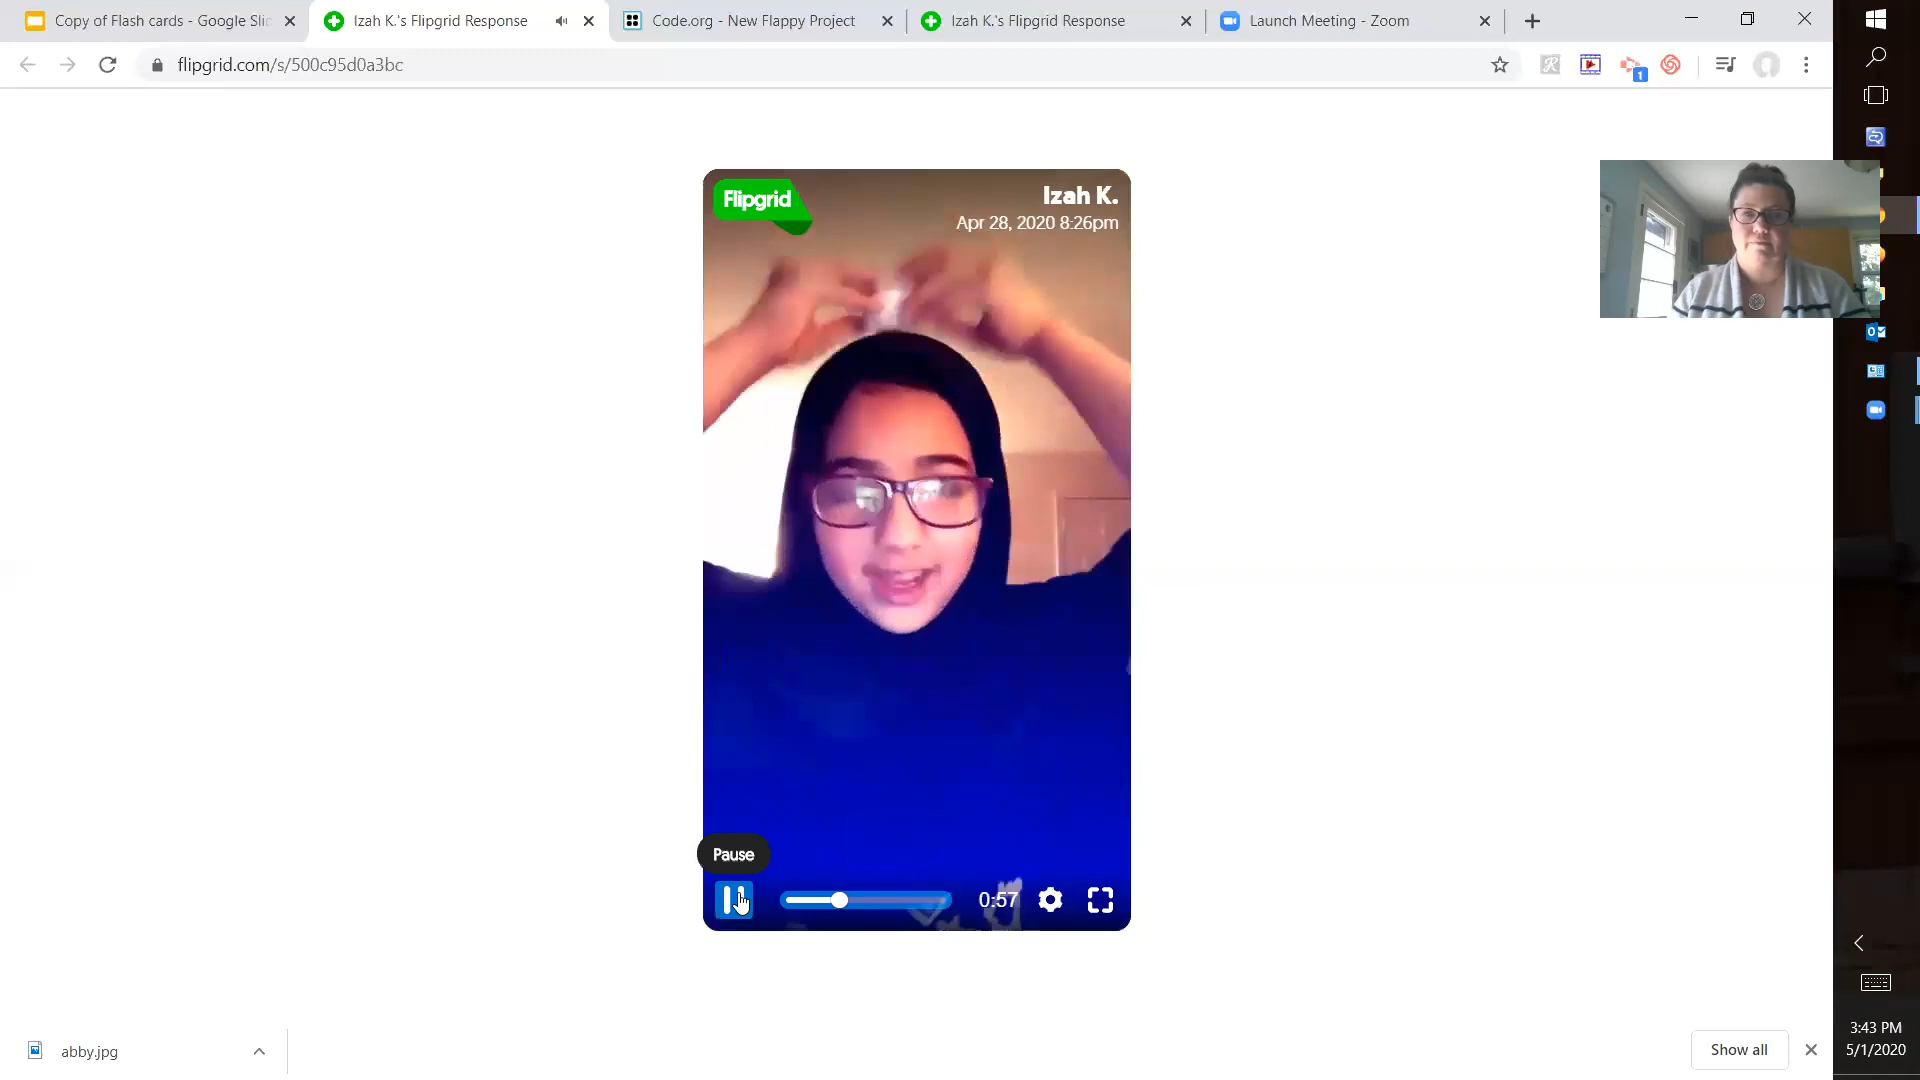 Copy of Flash cards - Google Slid
Izah K.'s Flipgrid Response
Code.org - New Flappy Project
Izah K.'s Flipgrid Response
Launch Meeting - Zoom
flipgrid.com/s/500c95d0a3bc
1
Flipgrid
Izah K.
Apr 28, 2020 8:26pm
Pause
0:57
abby.jpg
Show all
3:43 PM
5/1/2020